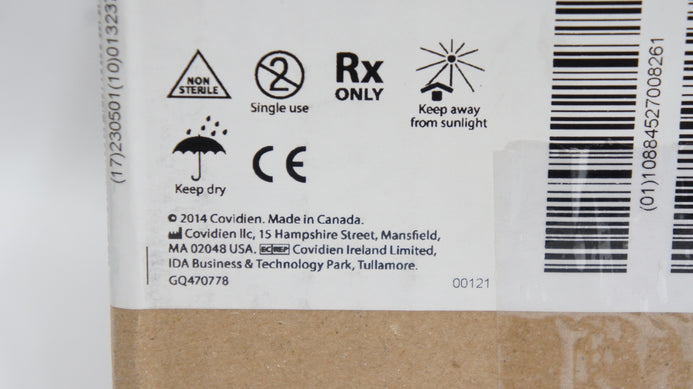 (17)230501(10)01323
NON
STERILE
2
Single use
Rx
ONLY
Keep away
from sunlight
Keep dry
CE
© 2014 Covidien. Made in Canada.
Covidien llc, 15 Hampshire Street, Mansfield,
MA 02048 USA. EC REP Covidien Ireland Limited,
IDA Business & Technology Park, Tullamore.
GQ470778
00121
(01)10884527008261